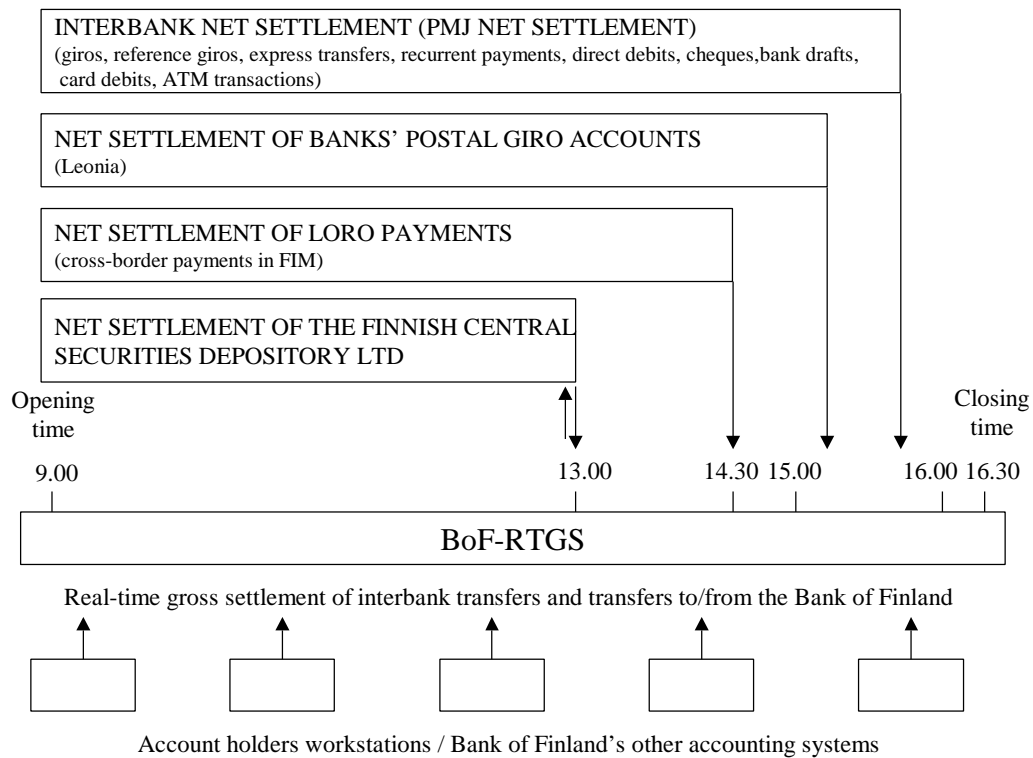 INTERBANK NET SETTLEMENT (PMJ NET SETTLEMENT)
(giros, reference giros, express transfers, recurrent payments, direct debits, cheques,bank drafts,
card debits, ATM transactions)
NET SETTLEMENT OF BANKS’ POSTAL GIRO ACCOUNTS
(Leonia)
NET SETTLEMENT OF LORO PAYMENTS
(cross-border payments in FIM)
NET SETTLEMENT OF THE FINNISH CENTRAL
SECURITIES DEPOSITORY LTD
Opening
time
Closing
time
9.00 13.00 14.30 15.00 16.00 16.30
BoF-RTGS
Real-time gross settlement of interbank transfers and transfers to/from the Bank of Finland
Account holders workstations / Bank of Finland’s other accounting systems